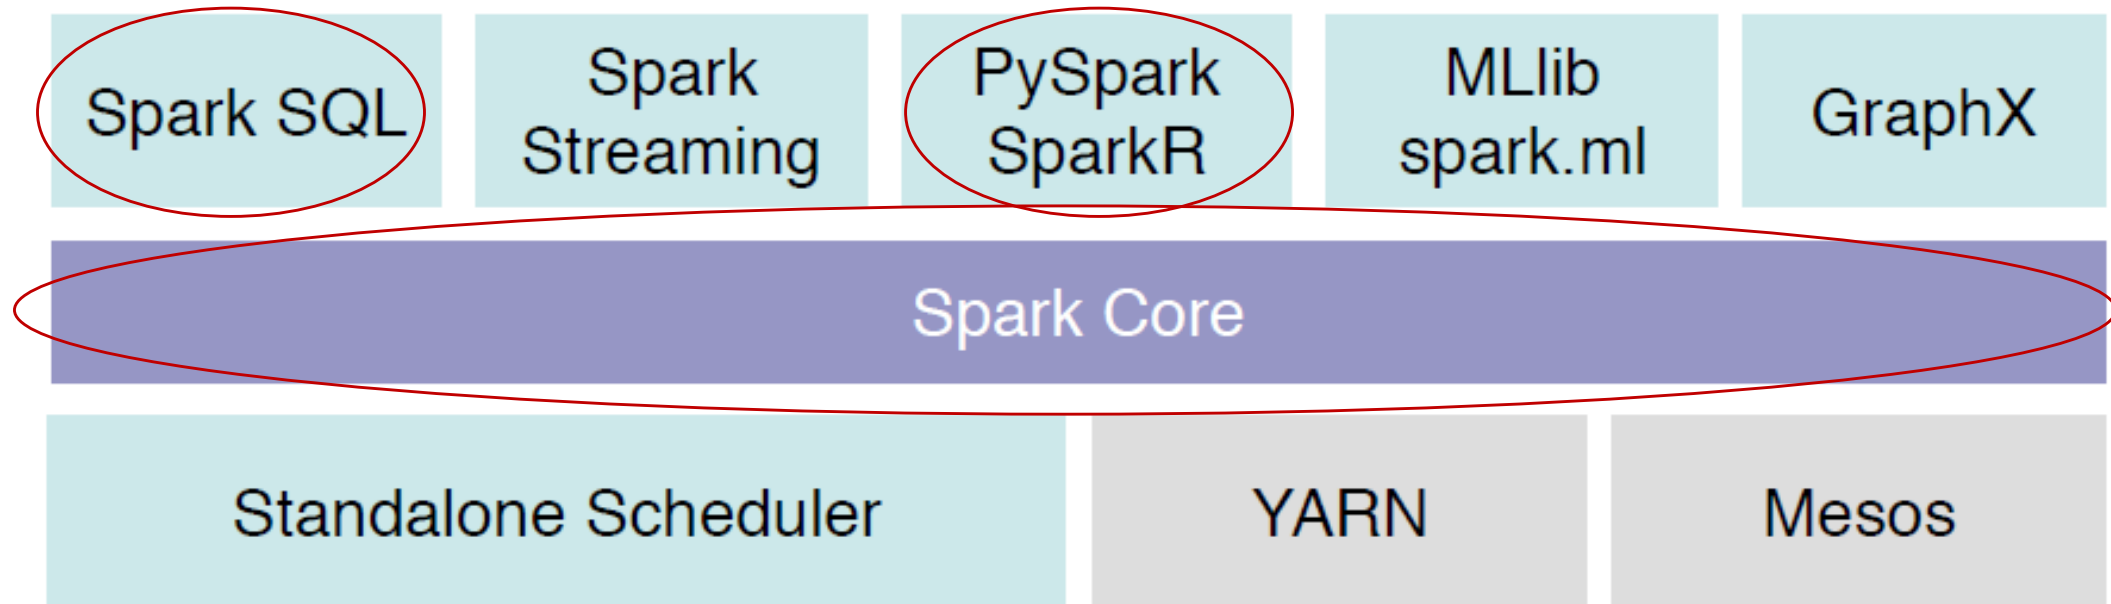 Spark SQL
Spark
Streaming
PySpark
SparkR
MLlib
spark.ml
GraphX
Spark Core
Standalone Scheduler
YARN
Mesos